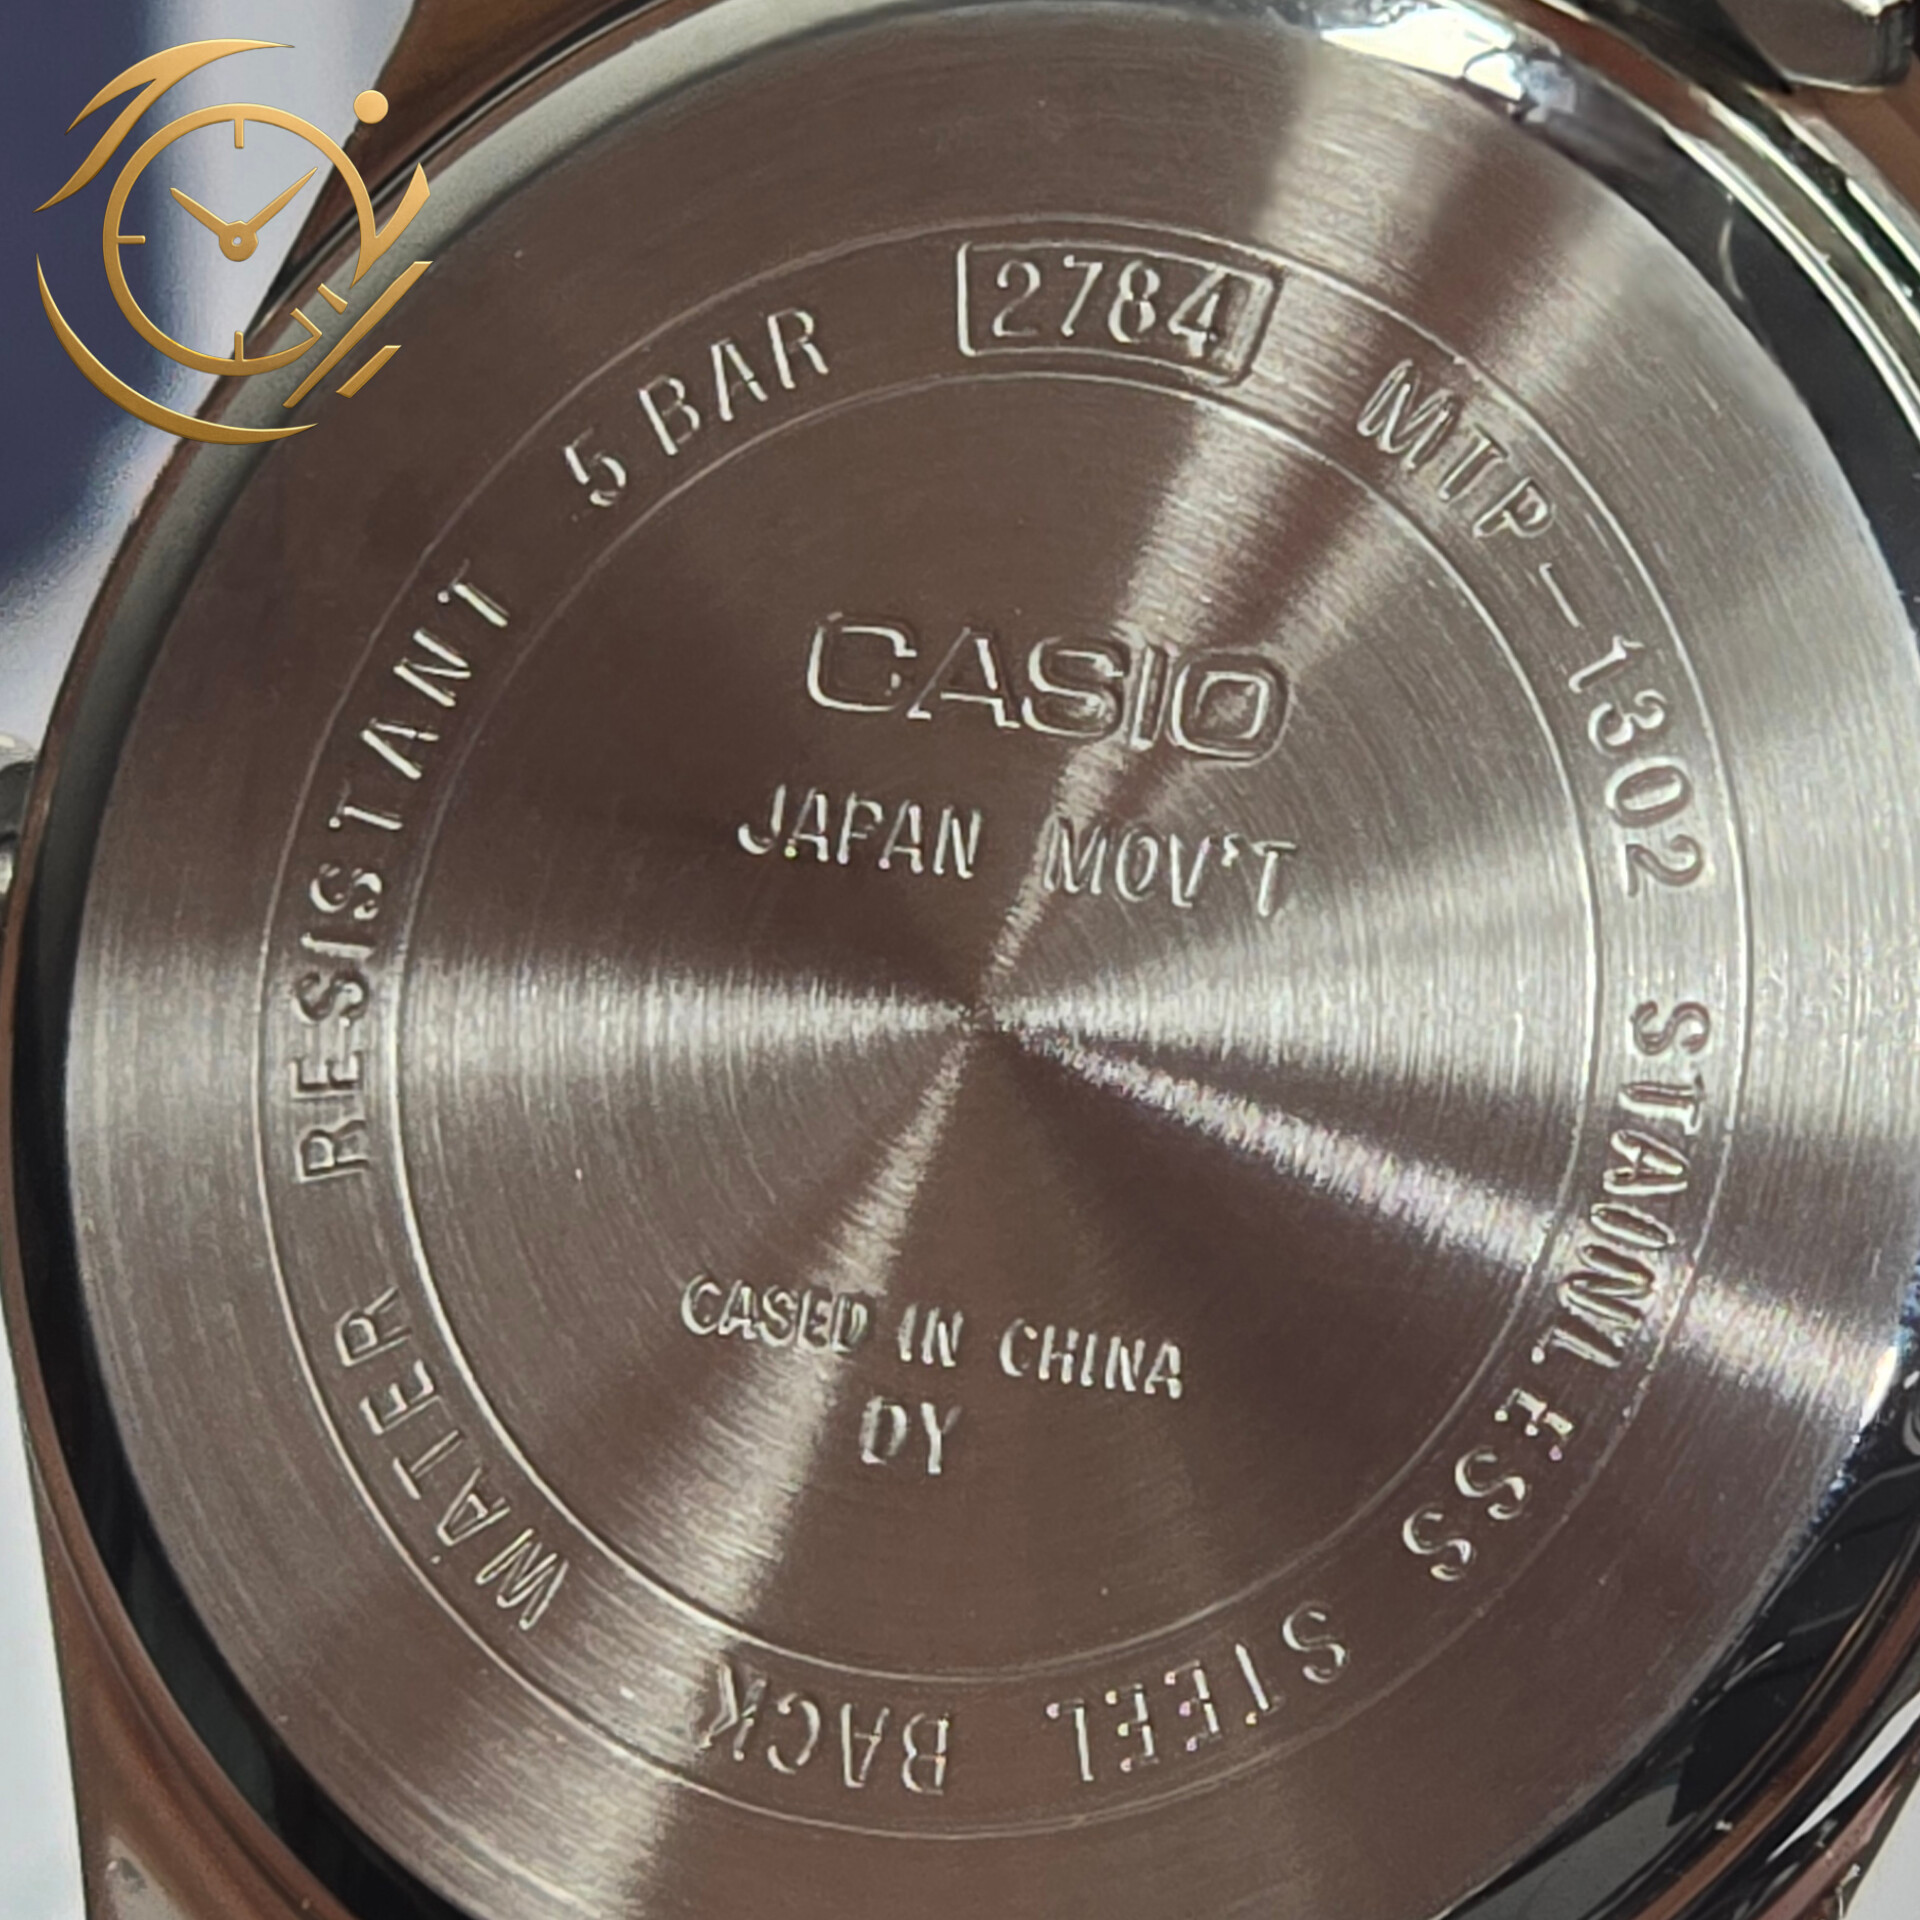 2784
MTP-1302 STAINLESS STEEL BACK
WATER RESISTANT 5 BAR
CASIO
JAPAN MOV'T
CASED IN CHINA
DY